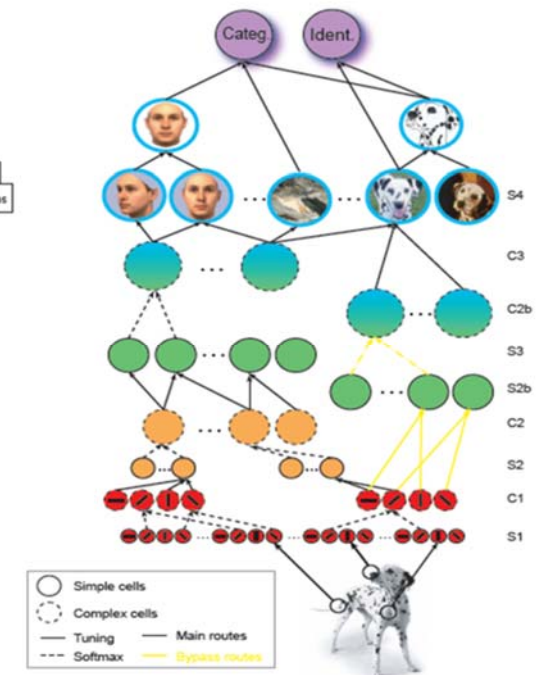 Categ. Ident.
S4
C3
C2b
S3
S2b
C2
S2
C1
S1
Simple cells
Complex cells
Tuning
Main routes
Softmax
Bypass routes